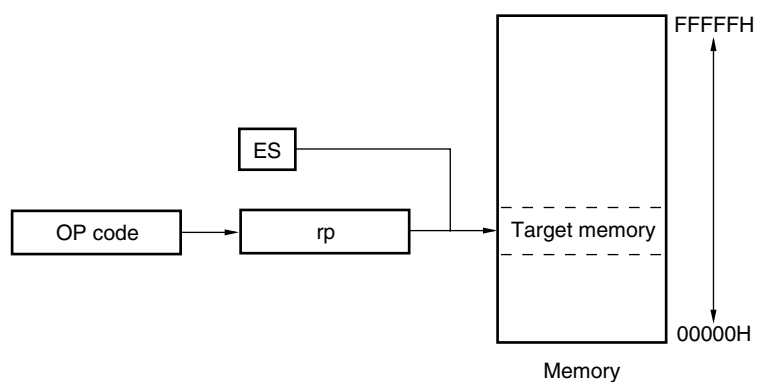 FFFFFH
ES
OP code
rp
Target memory
00000H
Memory